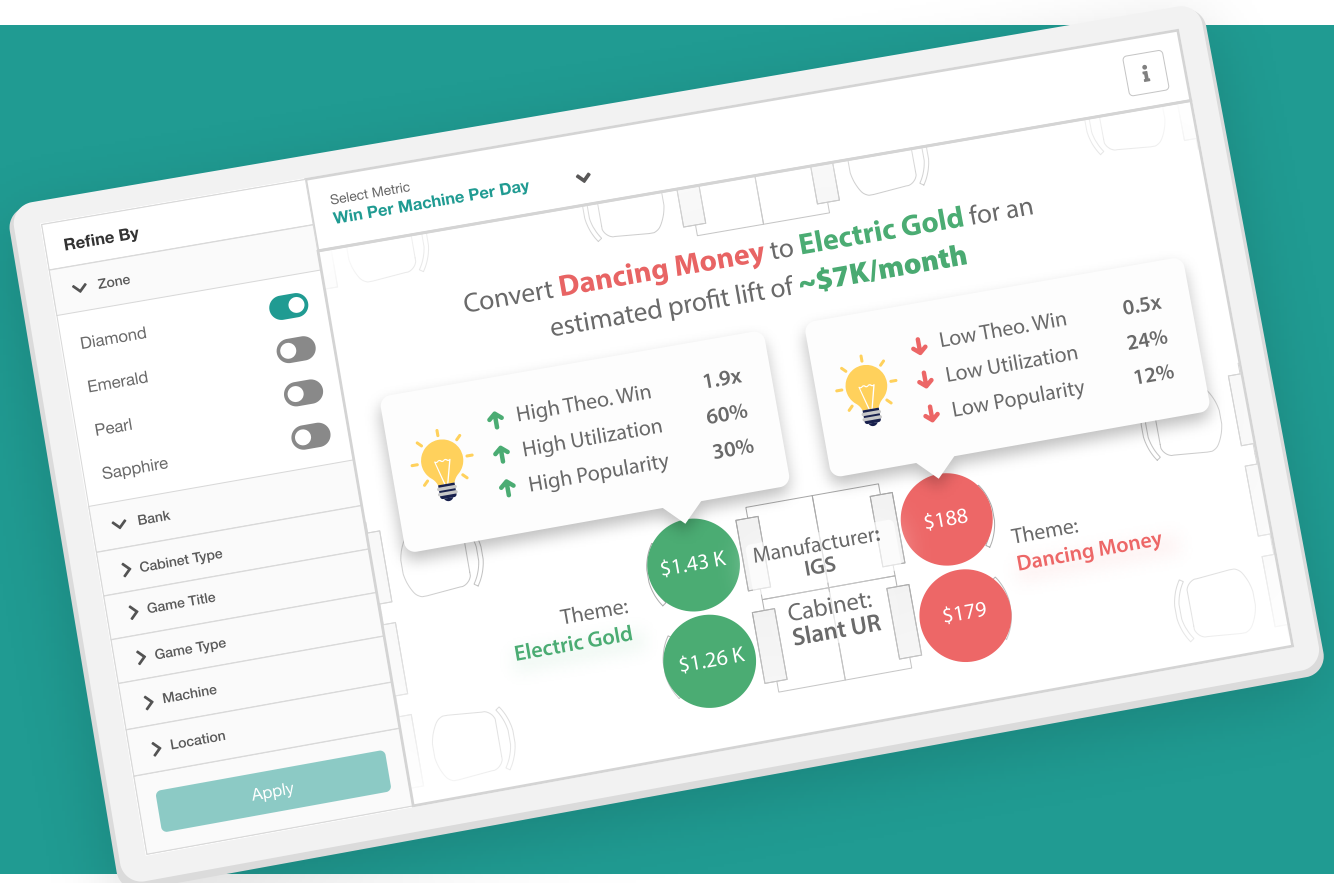 Refine By
Zone
Diamond
Emerald
Pearl
Sapphire
Bank
Cabinet Type
Game Title
Game Type
Machine
Location
Apply
Select Metric
Win Per Machine Per Day
i
Convert Dancing Money to Electric Gold for an
estimated profit lift of ~$7K/month
High Theo. Win 1.9x
High Utilization 60%
High Popularity 30%
Low Theo. Win 0.5x
Low Utilization 24%
Low Popularity 12%
$1.43 K
$1.26 K
Theme:
Electric Gold
Manufacturer:
IGS
Cabinet:
Slant UR
$188
$179
Theme:
Dancing Money